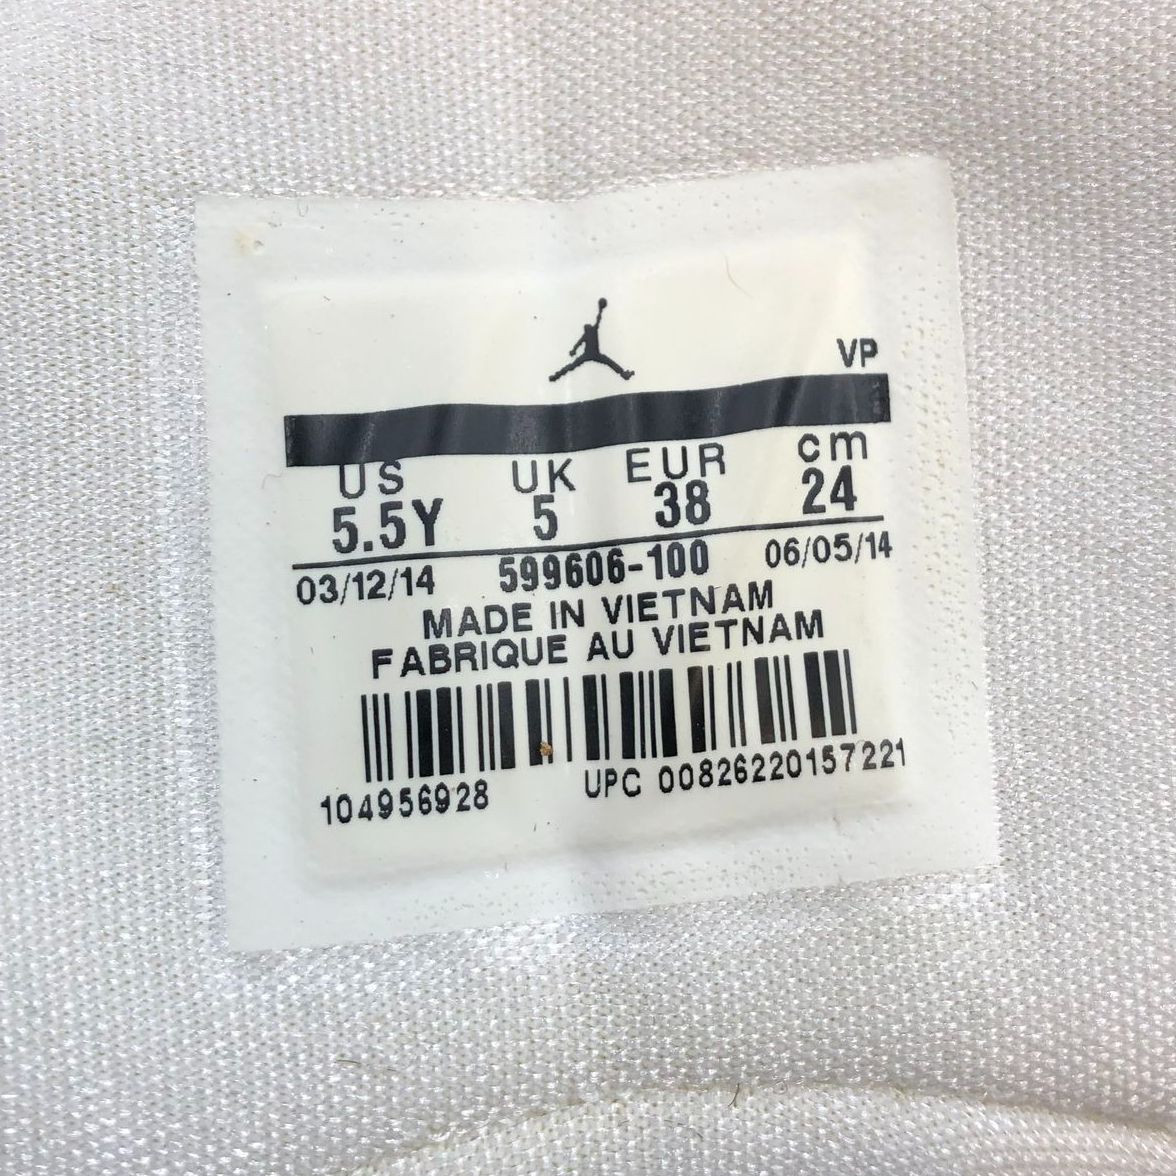 VP
US UK EUR cm
5.5Y 5 38 24
03/12/14 599606-100 06/05/14
MADE IN VIETNAM
FABRIQUE AU VIETNAM
104956928 UPC 00826220157221